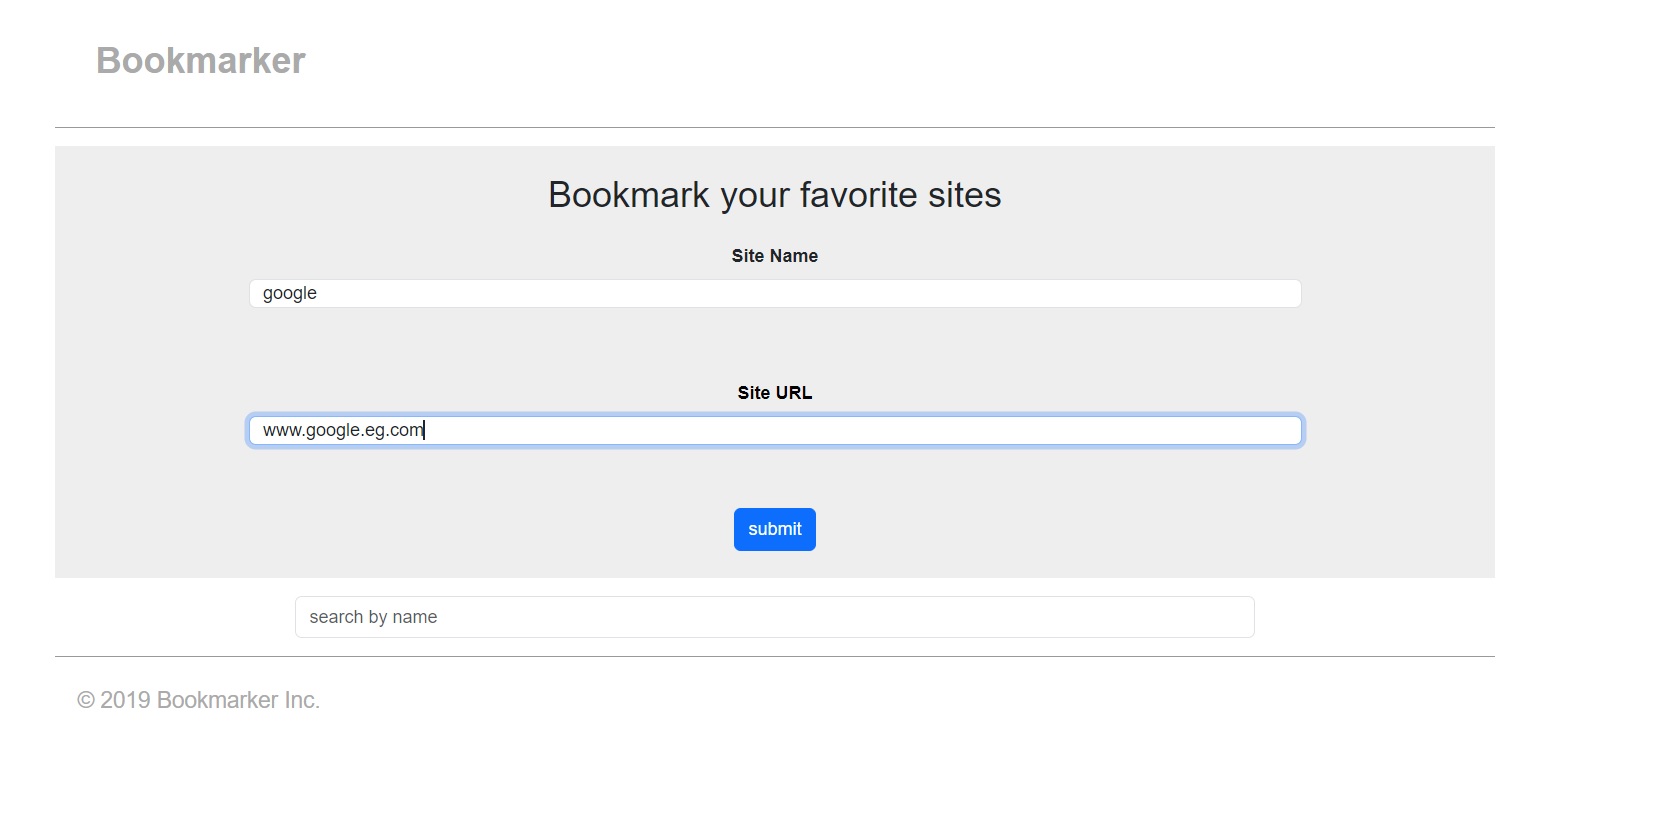 Bookmarker
Bookmark your favorite sites
Site Name
google
Site URL
www.google.eg.com
submit
search by name
© 2019 Bookmarker Inc.